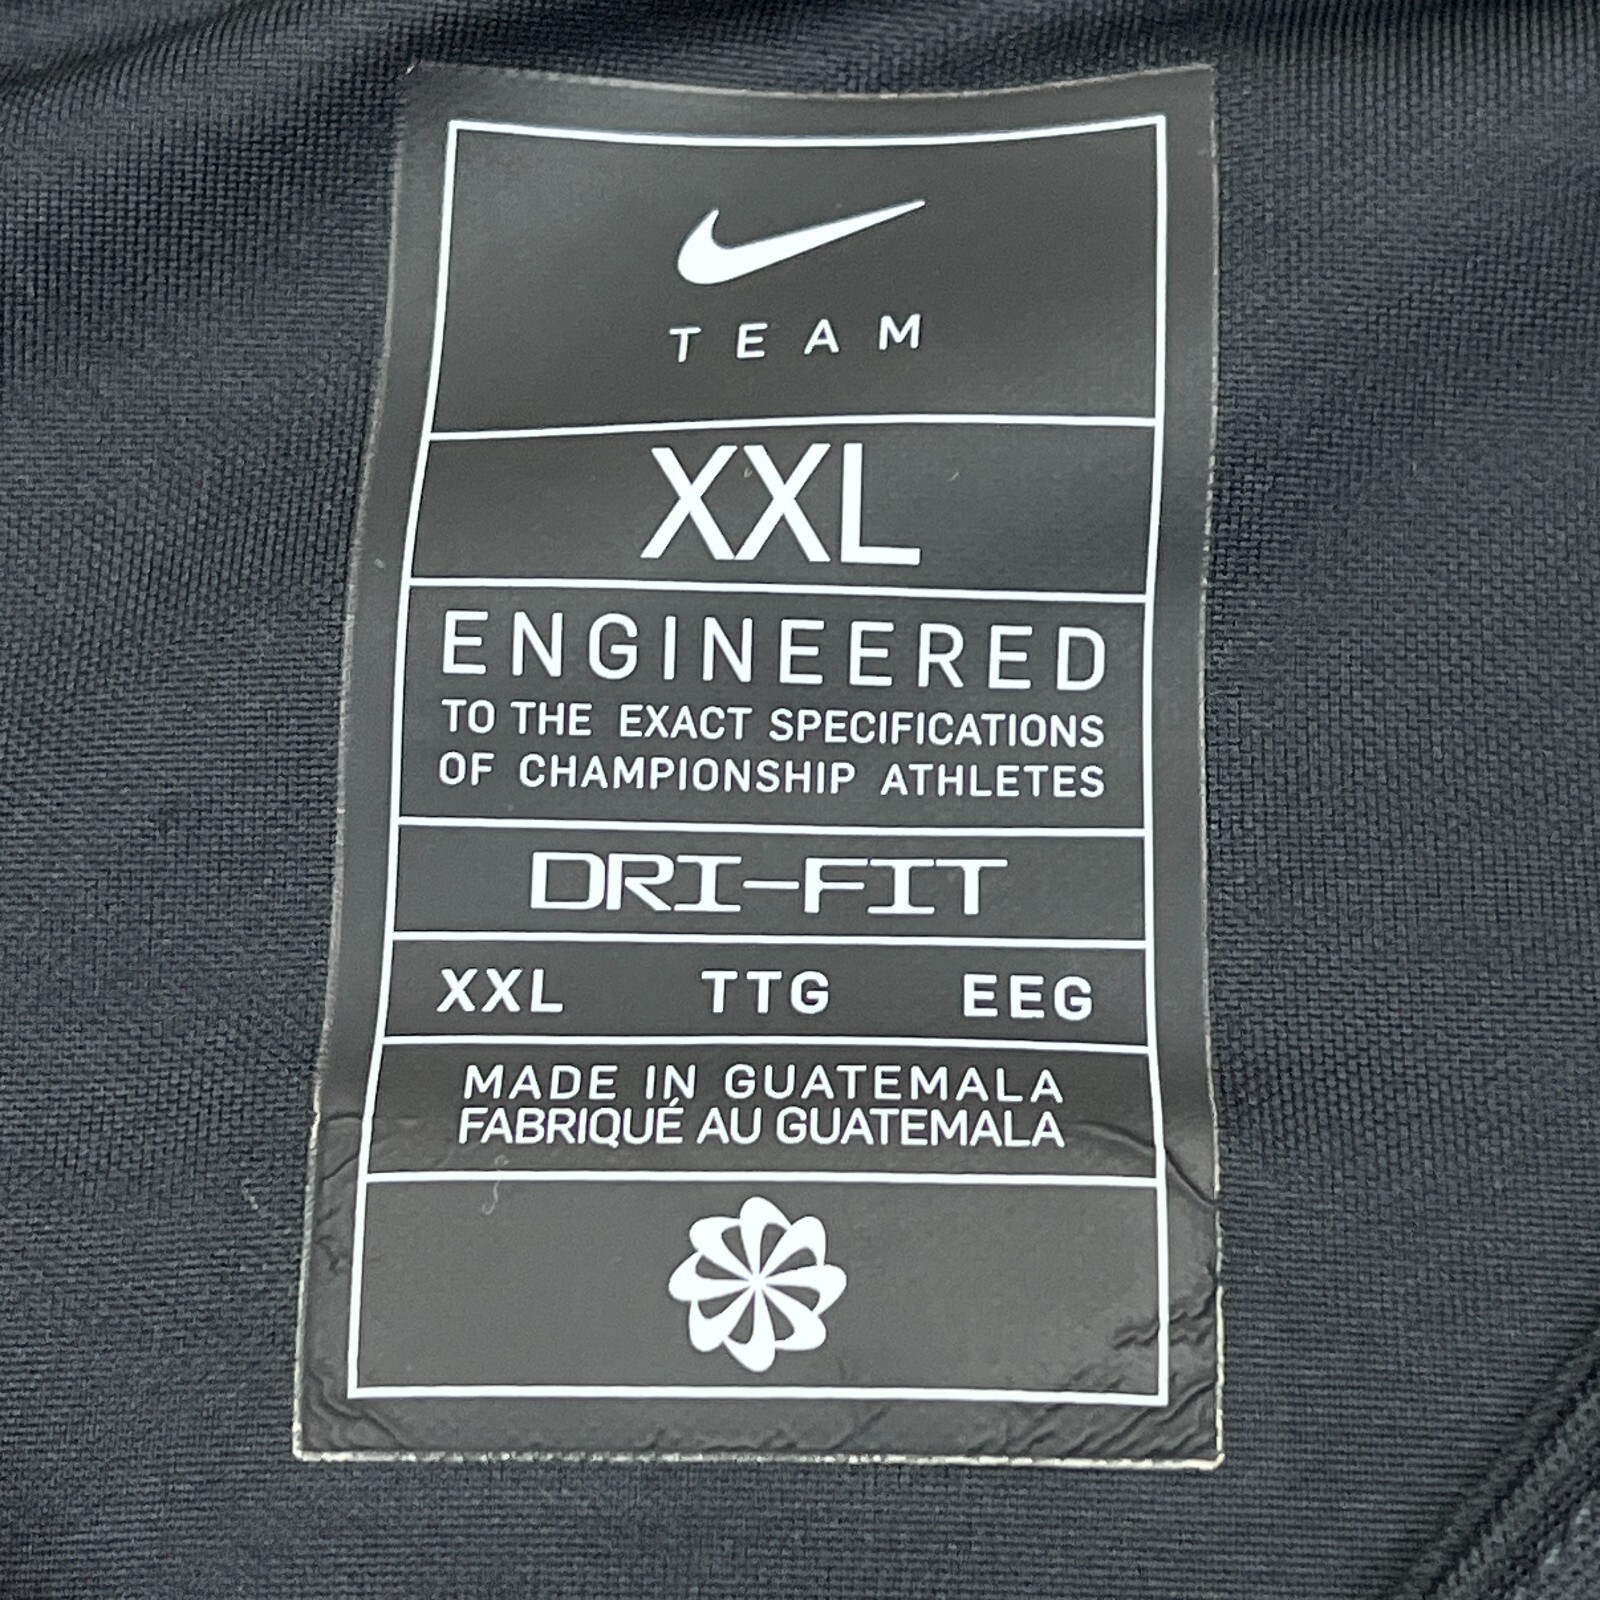 TEAM
XXL
ENGINEERED
TO THE EXACT SPECIFICATIONS
OF CHAMPIONSHIP ATHLETES
DRI-FIT
XXL TTG EEG
MADE IN GUATEMALA
FABRIQUÉ AU GUATEMALA